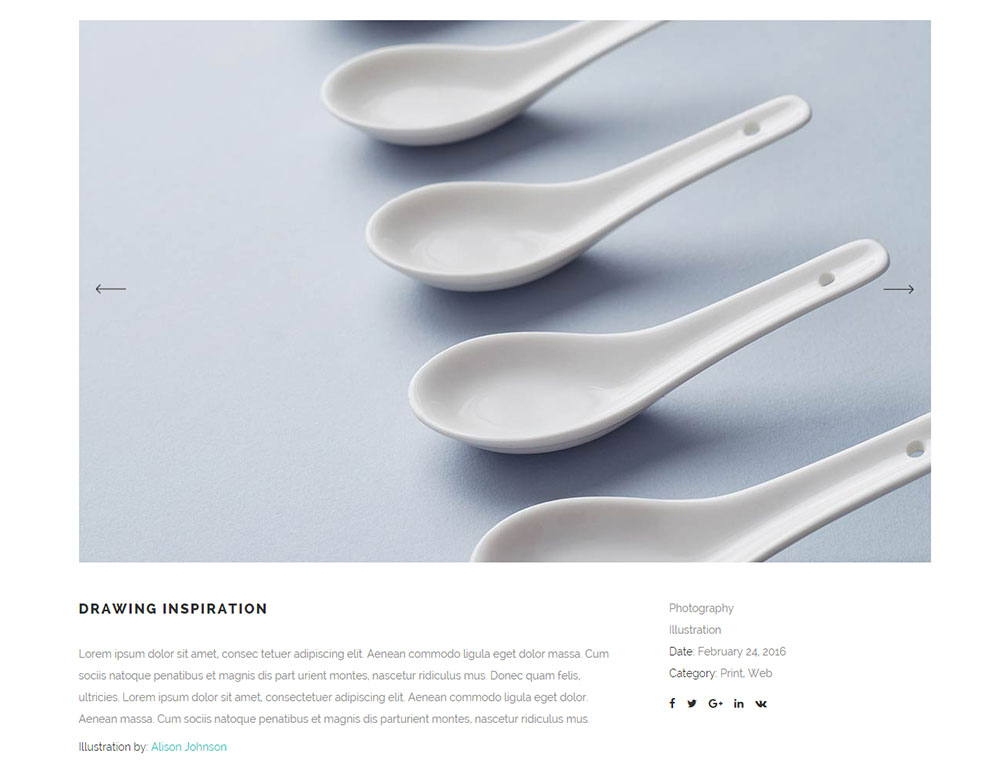 DRAWING INSPIRATION
Lorem ipsum dolor sit amet, consec tetuer adipiscing elit. Aenean commodo ligula eget dolor massa. Cum
sociis natoque penatibus et magnis dis part urient montes, nascetur ridiculus mus. Donec quam felis,
ultricies. Lorem ipsum dolor sit amet, consectetuer adipiscing elit. Aenean commodo ligula eget dolor.
Aenean massa. Cum sociis natoque penatibus et magnis dis parturient montes, nascetur ridiculus mus.
Illustration by: Alison Johnson
Photography
Illustration
Date: February 24, 2016
Category: Print, Web